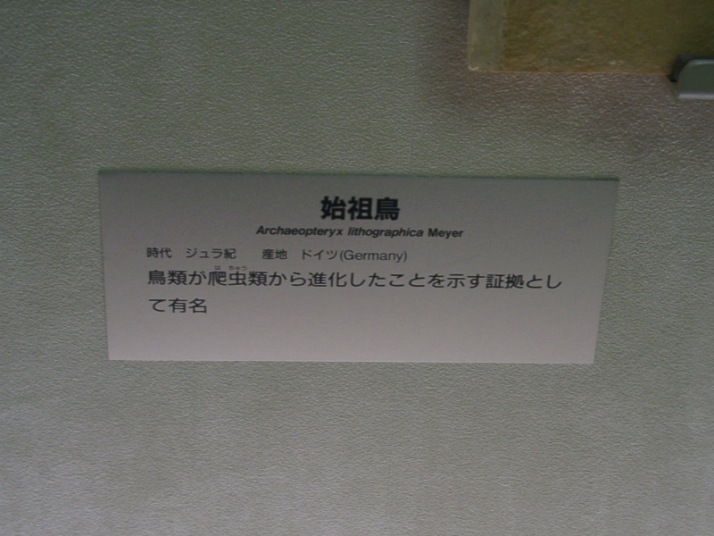 始祖鳥
Archaeopteryx lithographica Meyer
時代　ジュラ紀　　産地　ドイツ(Germany)
は ちゅう
鳥類が爬虫類から進化したことを示す証拠とし
て有名